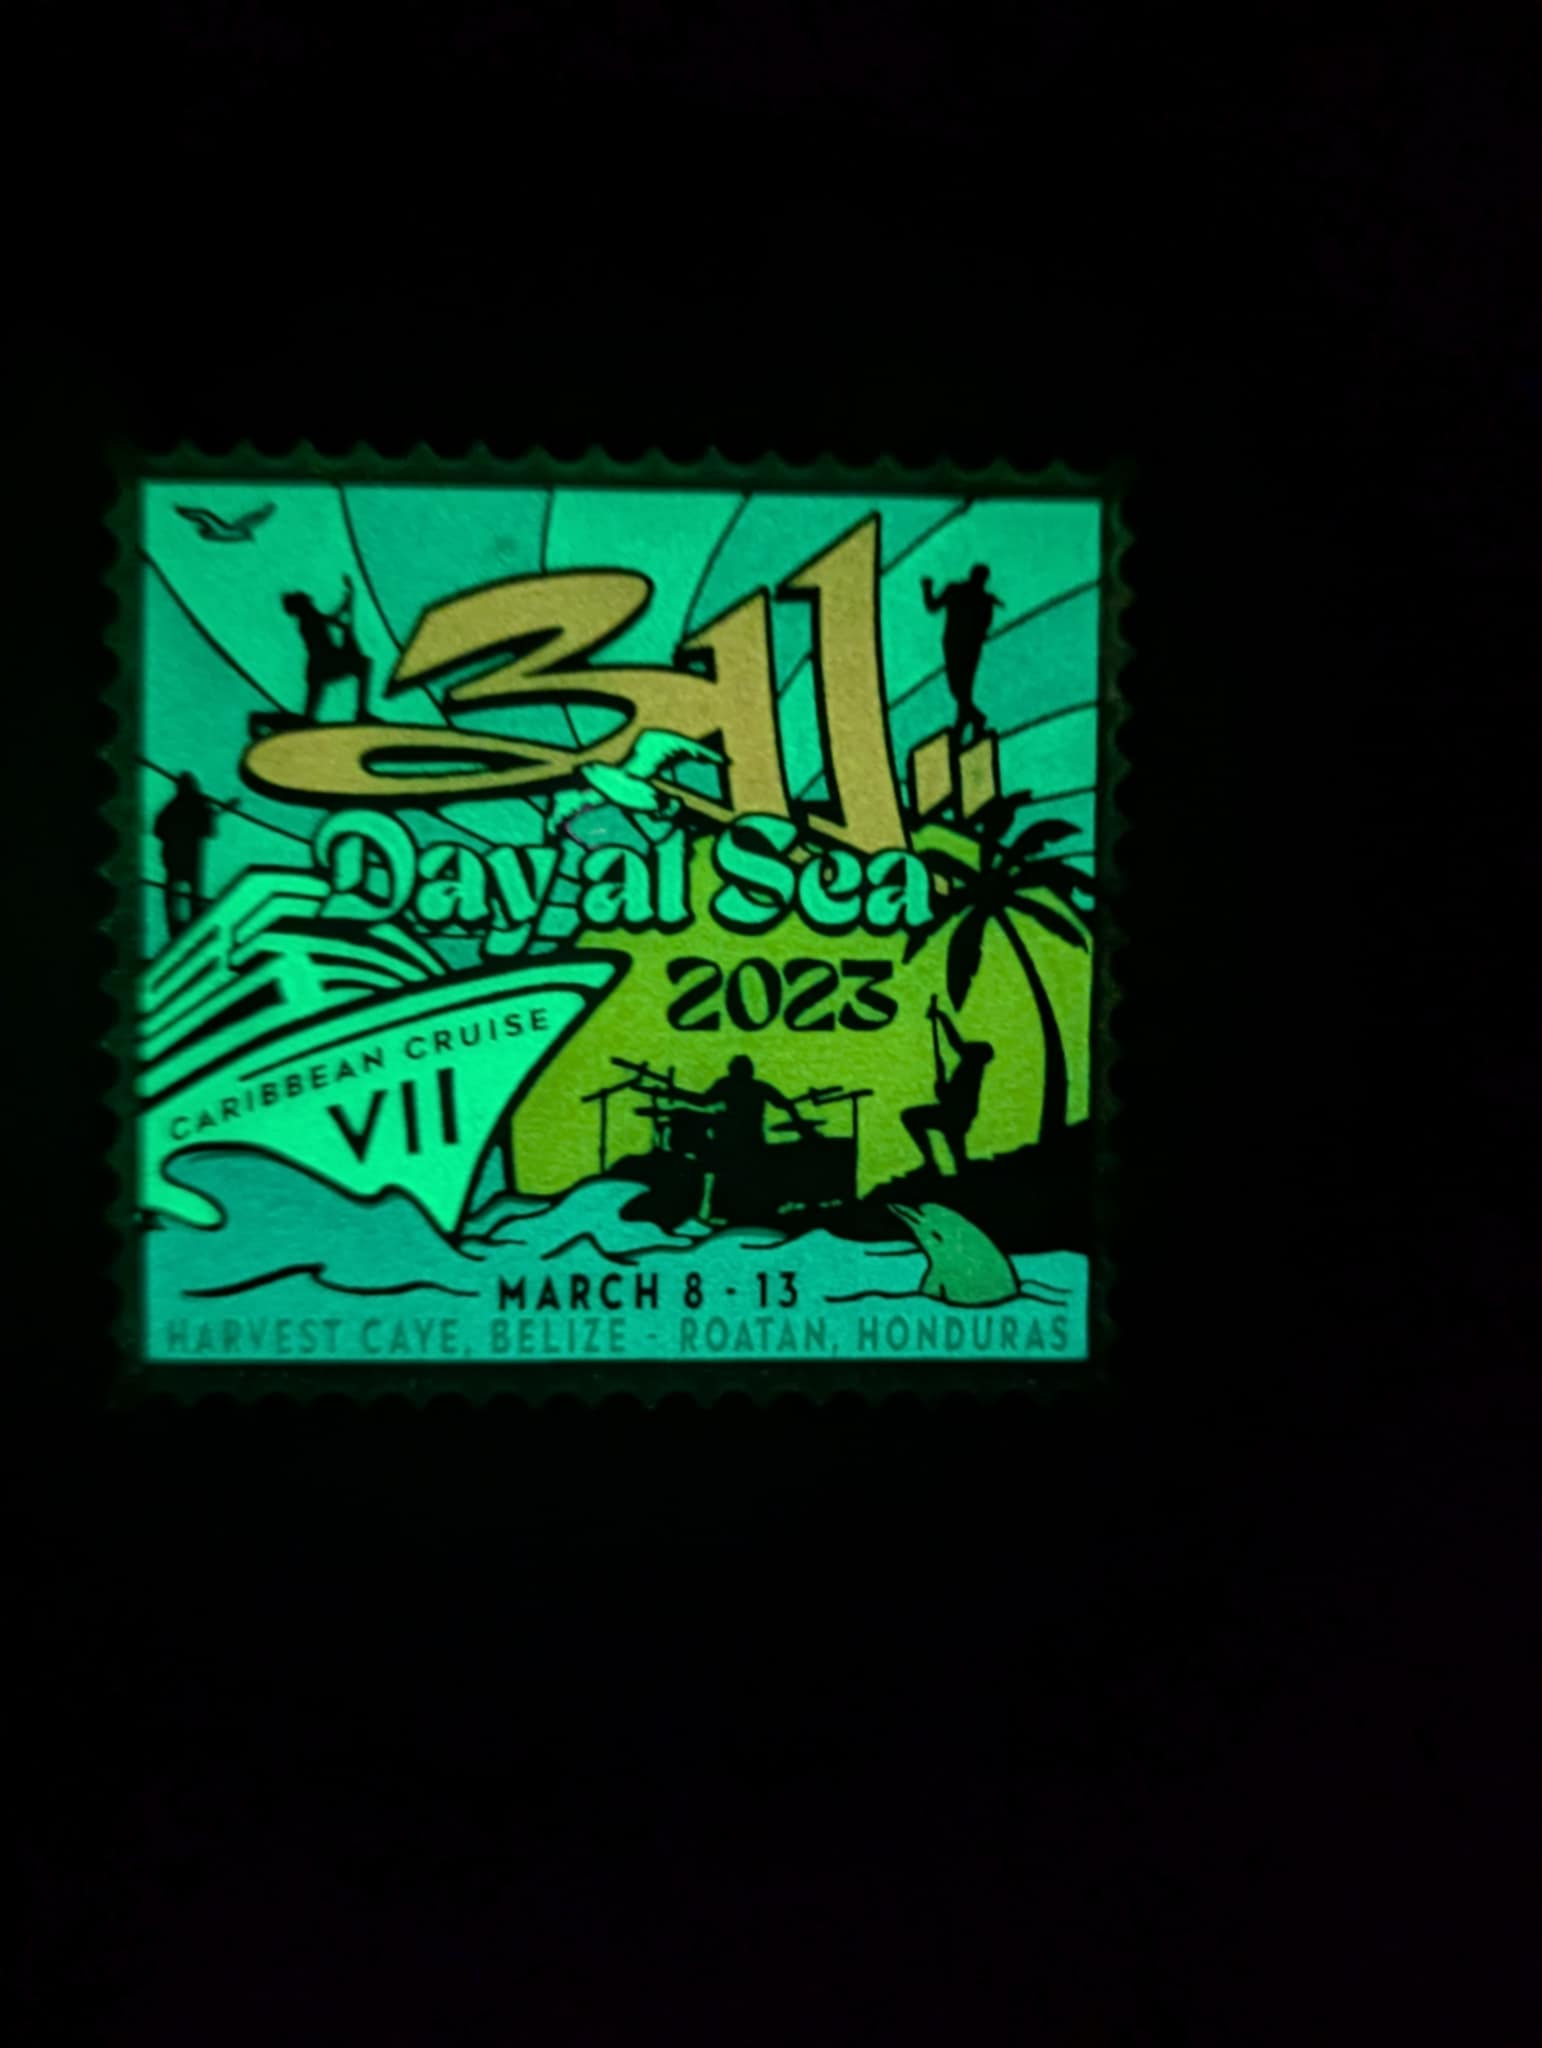 311
Day at Sea
2023
CARIBBEAN CRUISE
VII
MARCH 8 - 13
HARVEST CAYE, BELIZE - ROATAN, HONDURAS